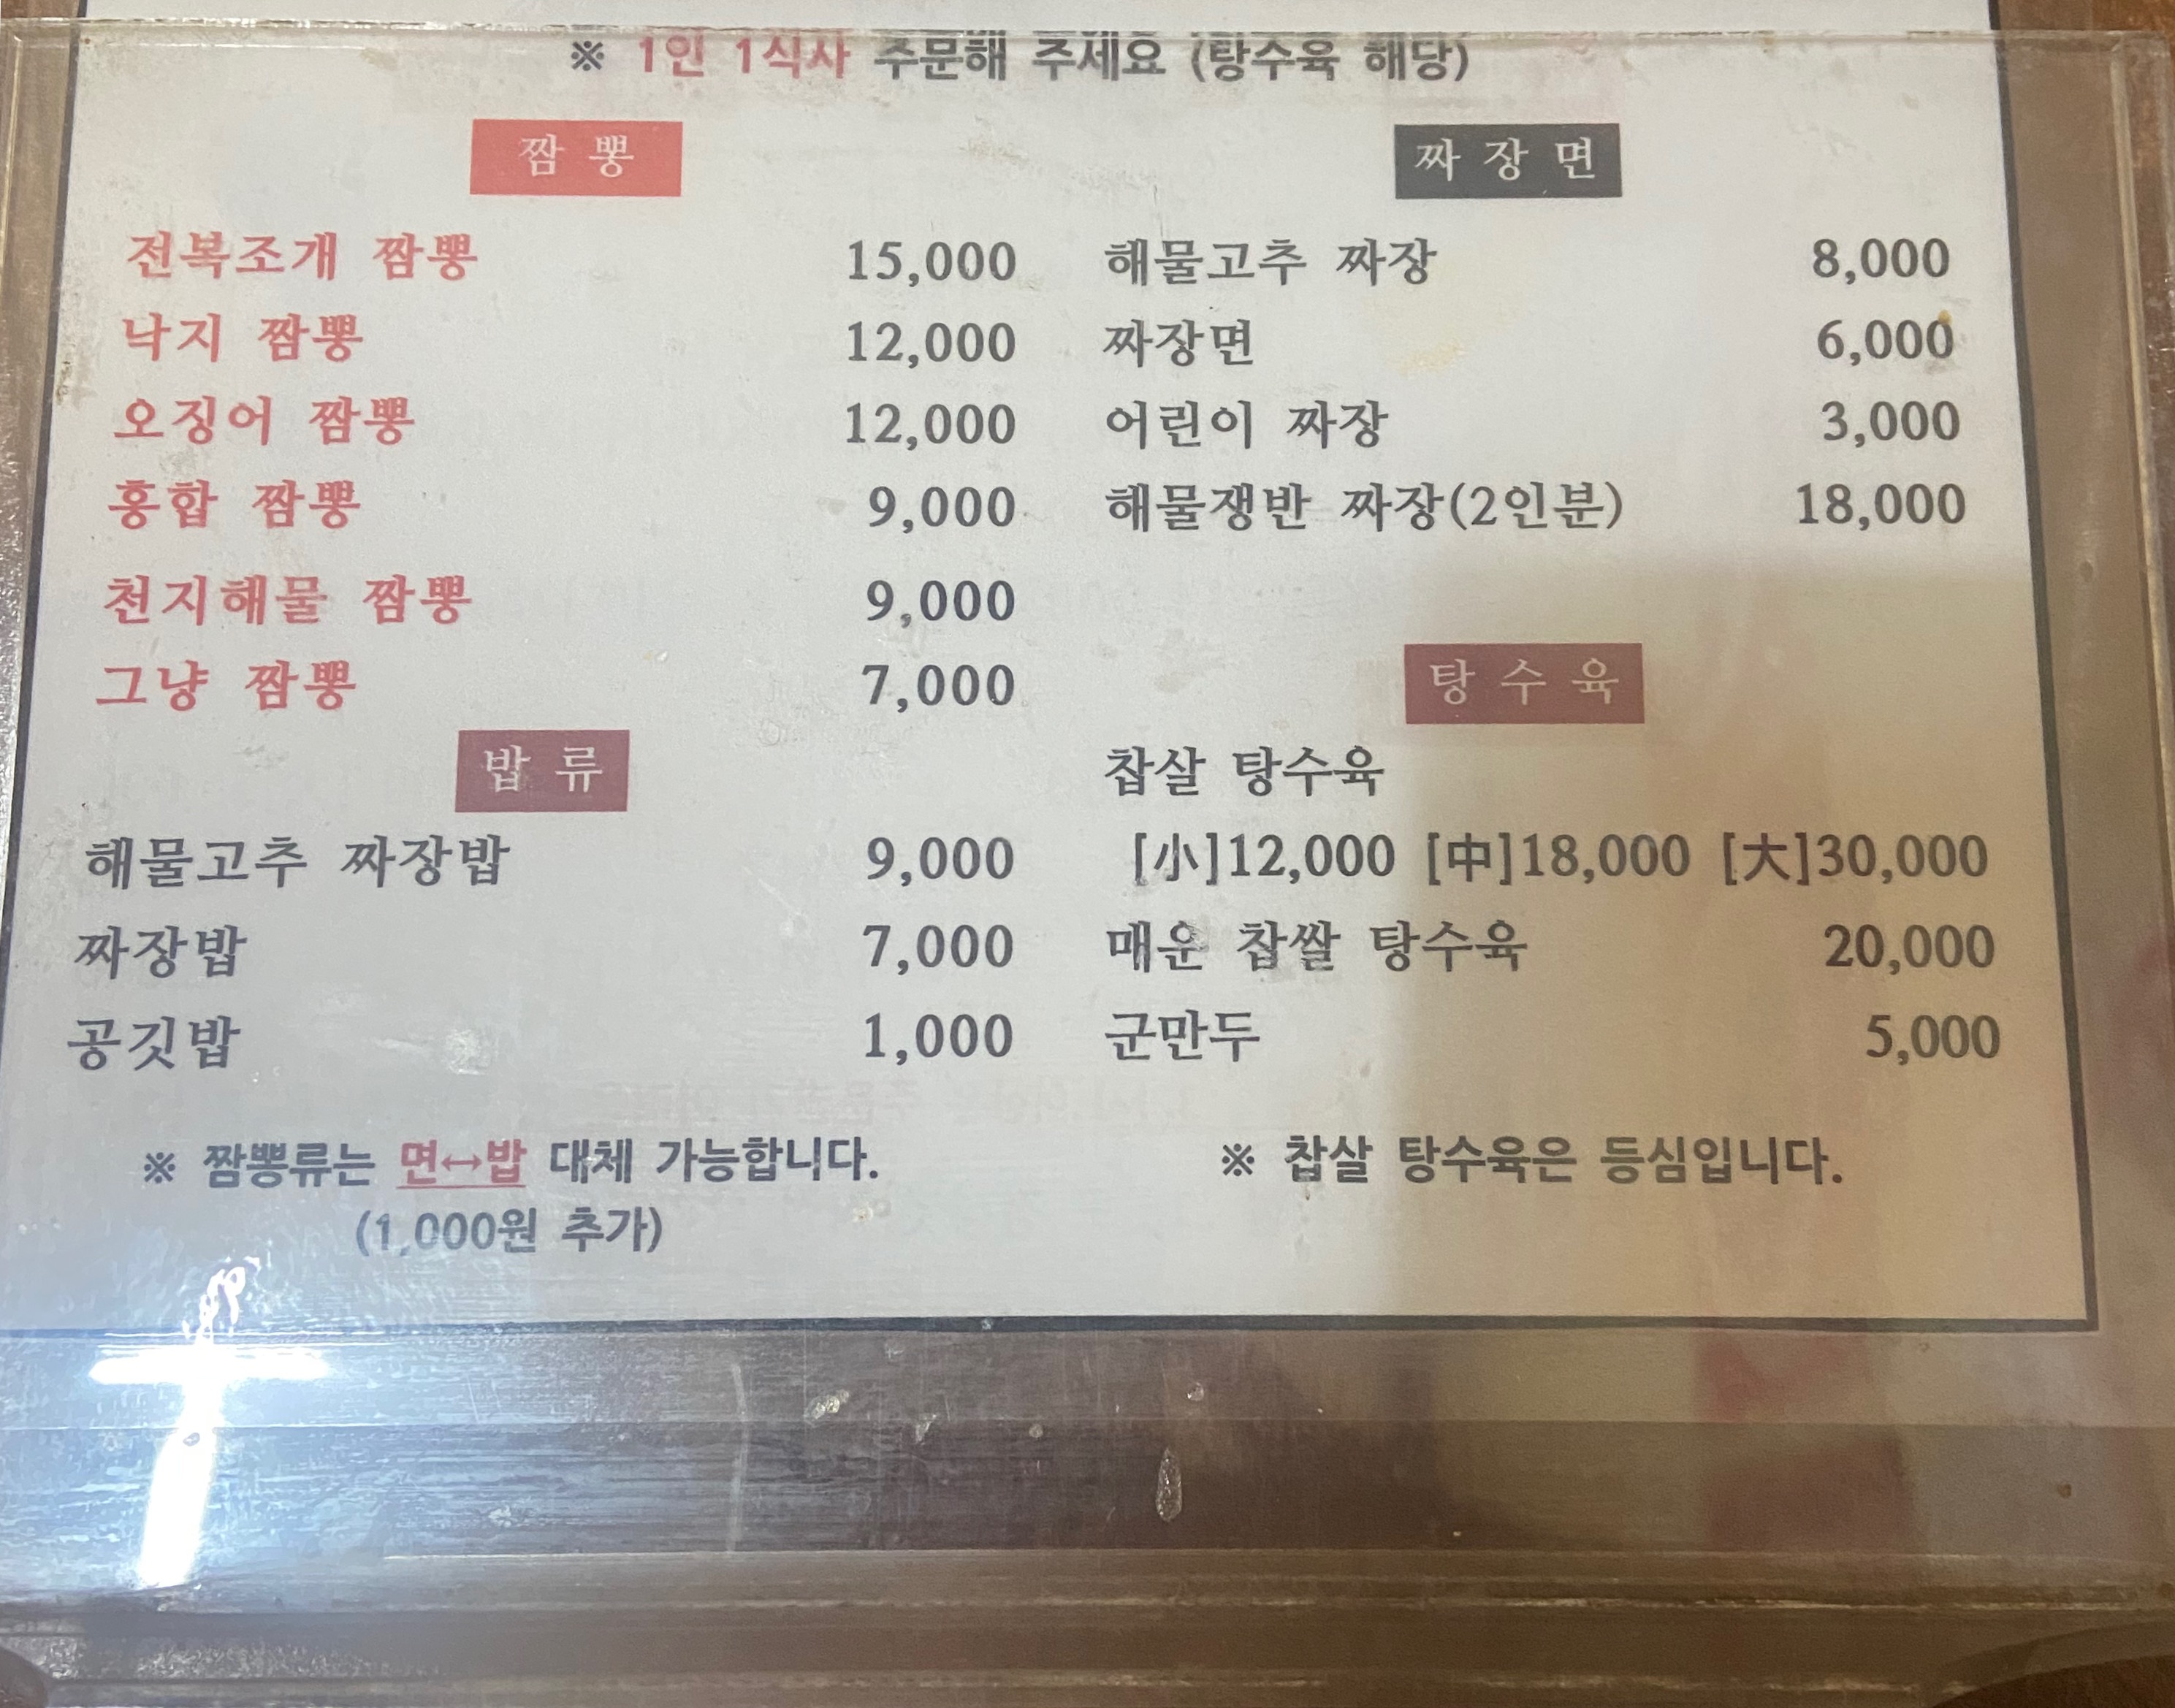 ※ 1인 1식사 주문해 주세요 (탕수육 해당)
짬 뽕
전복조개 짬뽕 15,000
낙지 짬뽕 12,000
오징어 짬뽕 12,000
홍합 짬뽕 9,000
천지해물 짬뽕 9,000
그냥 짬뽕 7,000
밥 류
해물고추 짜장밥 9,000
짜장밥 7,000
공깃밥 1,000
※ 짬뽕류는 면↔밥 대체 가능합니다.
(1,000원 추가)
짜 장 면
해물고추 짜장 8,000
짜장면 6,000
어린이 짜장 3,000
해물쟁반 짜장(2인분) 18,000
탕 수 육
찹살 탕수육
[小]12,000 [中]18,000 [大]30,000
매운 찹쌀 탕수육 20,000
군만두 5,000
※ 찹살 탕수육은 등심입니다.